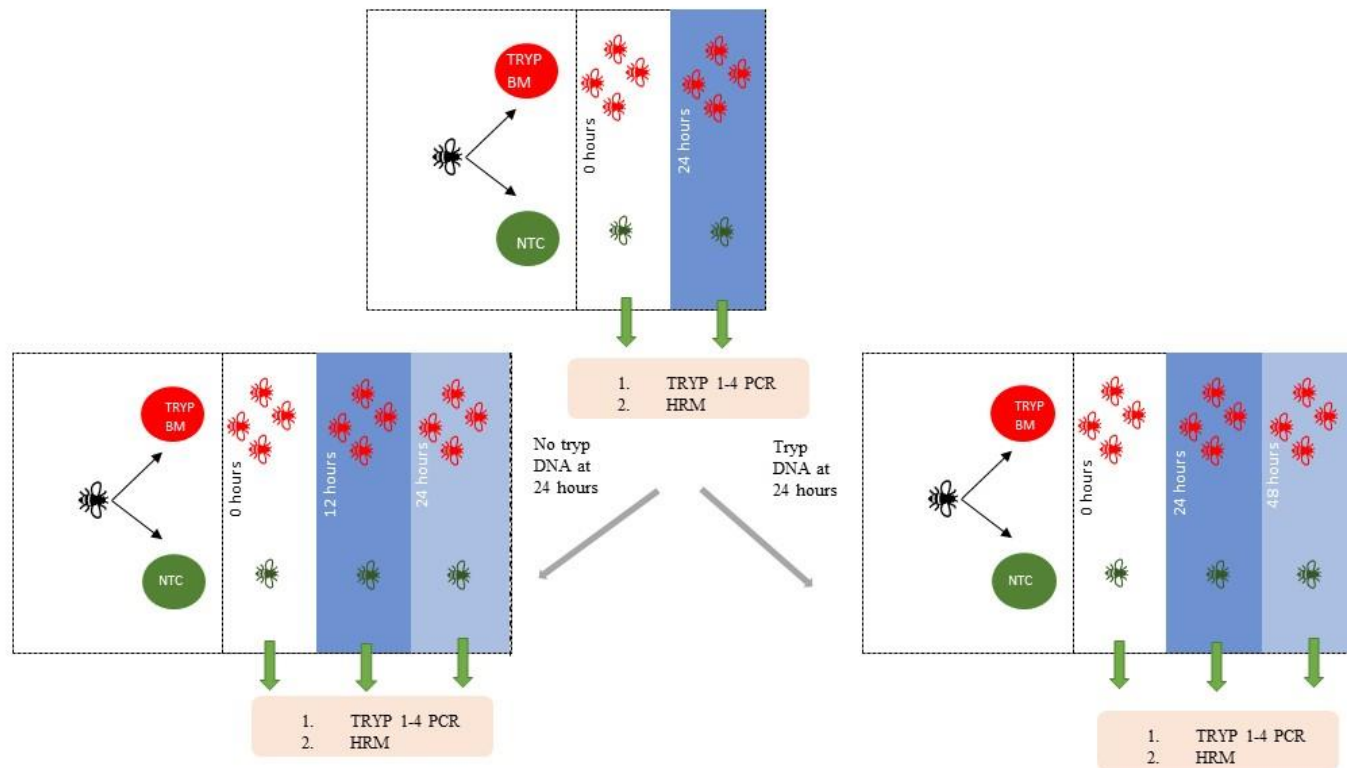 TRYP
BM
NTC
0 hours
24 hours
1. TRYP 1-4 PCR
2. HRM
No tryp
DNA at
24 hours
Tryp
DNA at
24 hours
TRYP
BM
NTC
0 hours
12 hours
24 hours
1. TRYP 1-4 PCR
2. HRM
TRYP
BM
NTC
0 hours
24 hours
48 hours
1. TRYP 1-4 PCR
2. HRM